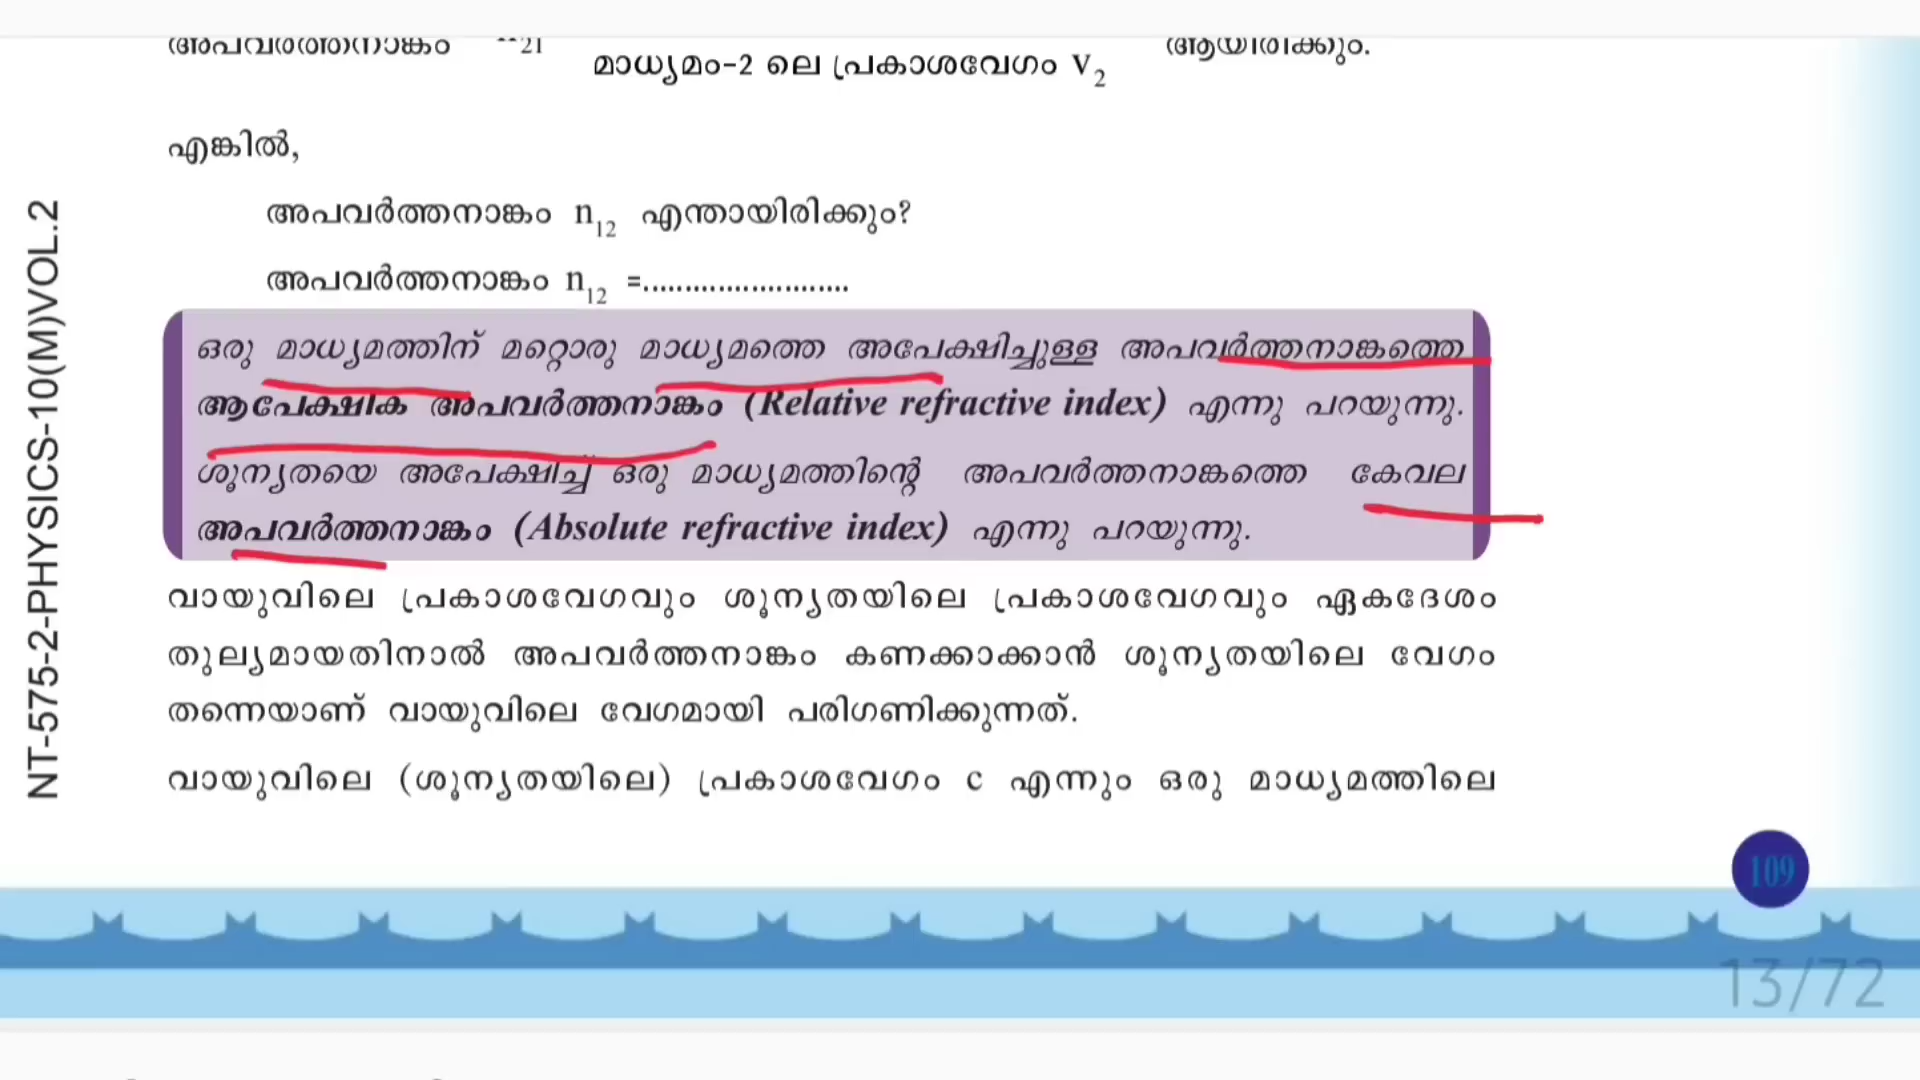 അപവർത്തനാങ്കം n21 ആയിരിക്കും.
മാധ്യമം-2 ലെ പ്രകാശവേഗം v2
എങ്കിൽ,
അപവർത്തനാങ്കം n12 എന്തായിരിക്കും?
അപവർത്തനാങ്കം n12 =.........................
ഒരു മാധ്യമത്തിന് മറ്റൊരു മാധ്യമത്തെ അപേക്ഷിച്ചുള്ള അപവർത്തനാങ്കത്തെ
ആപേക്ഷിക അപവർത്തനാങ്കം (Relative refractive index) എന്നു പറയുന്നു.
ശൂന്യതയെ അപേക്ഷിച്ച് ഒരു മാധ്യമത്തിന്റെ അപവർത്തനാങ്കത്തെ കേവല
അപവർത്തനാങ്കം (Absolute refractive index) എന്നു പറയുന്നു.
വായുവിലെ പ്രകാശവേഗവും ശൂന്യതയിലെ പ്രകാശവേഗവും ഏകദേശം
തുല്യമായതിനാൽ അപവർത്തനാങ്കം കണക്കാക്കാൻ ശൂന്യതയിലെ വേഗം
തന്നെയാണ് വായുവിലെ വേഗമായി പരിഗണിക്കുന്നത്.
വായുവിലെ (ശൂന്യതയിലെ) പ്രകാശവേഗം c എന്നും ഒരു മാധ്യമത്തിലെ
NT-575-2-PHYSICS-10(M)VOL.2
109
13/72